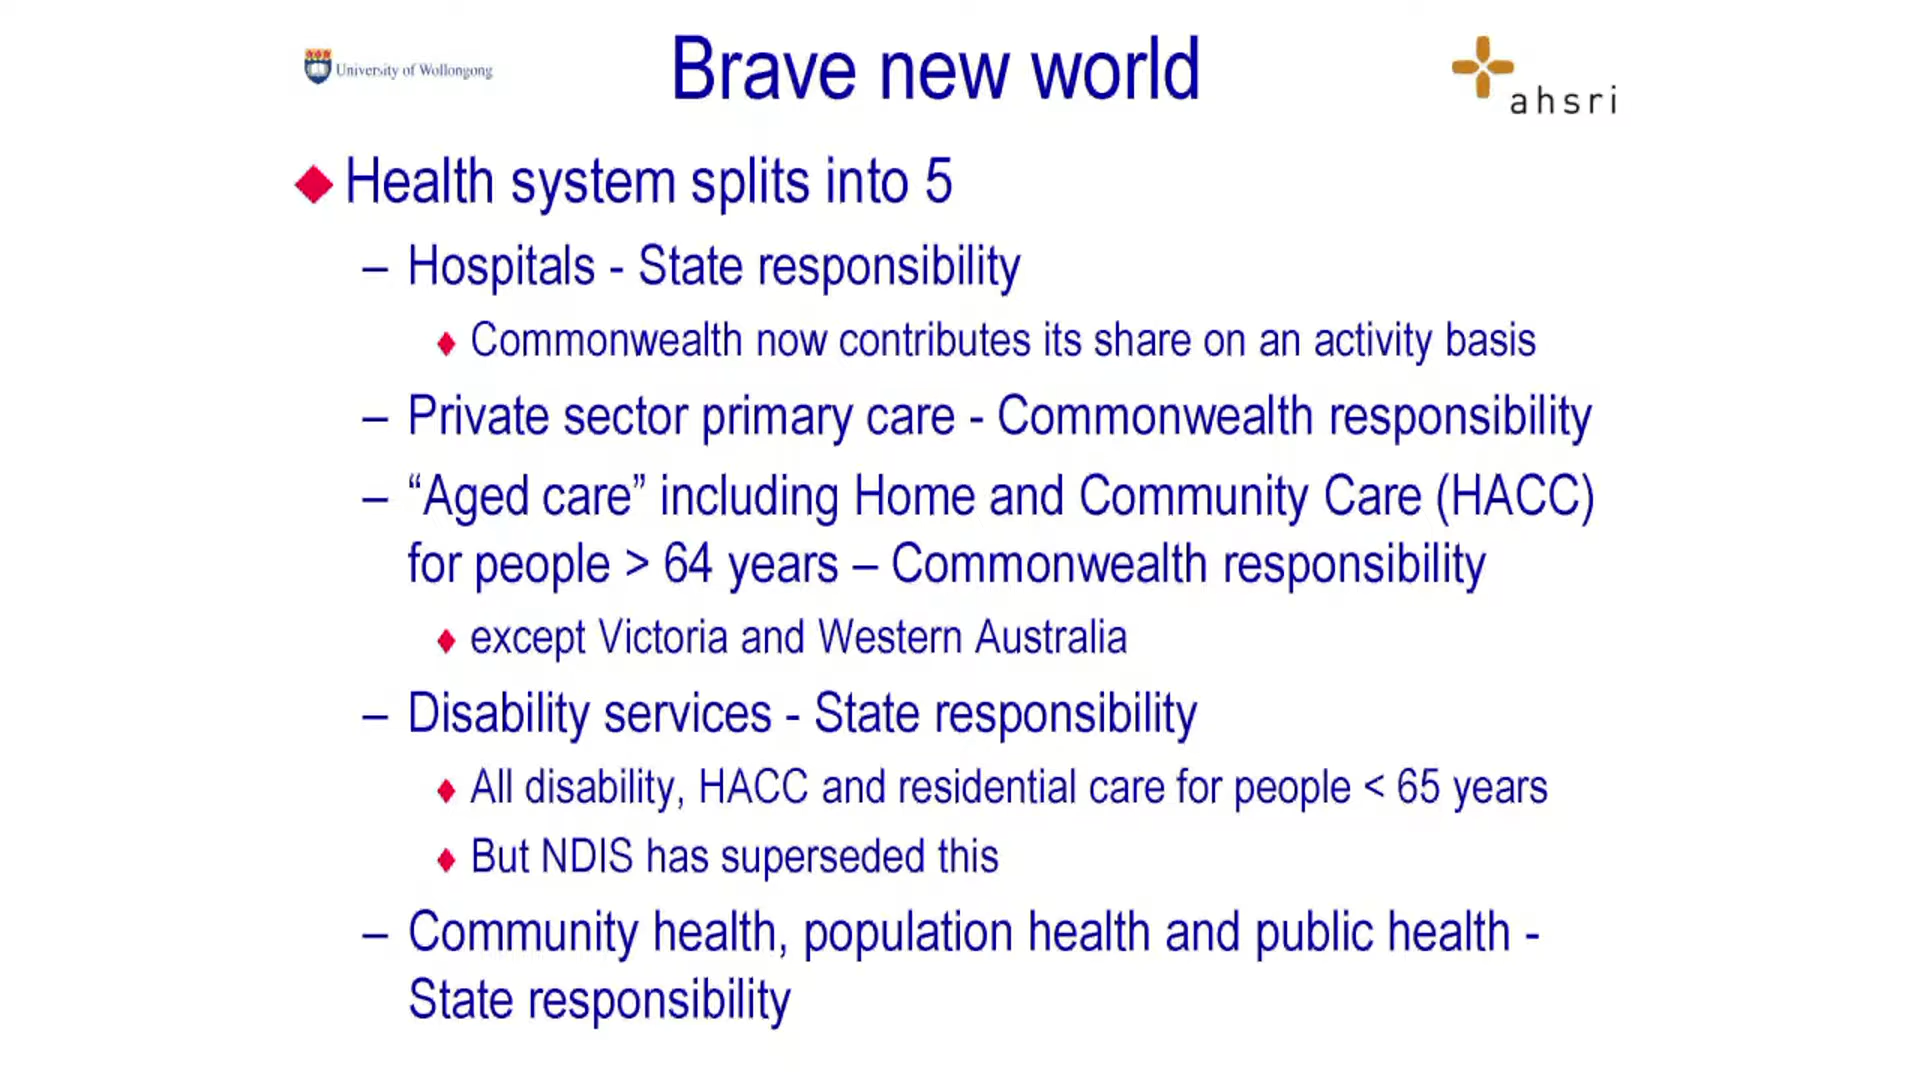 University of Wollongong
Brave new world
ahsri
Health system splits into 5
– Hospitals - State responsibility
Commonwealth now contributes its share on an activity basis
– Private sector primary care - Commonwealth responsibility
– “Aged care” including Home and Community Care (HACC)
for people > 64 years – Commonwealth responsibility
except Victoria and Western Australia
– Disability services - State responsibility
All disability, HACC and residential care for people < 65 years
But NDIS has superseded this
– Community health, population health and public health -
State responsibility